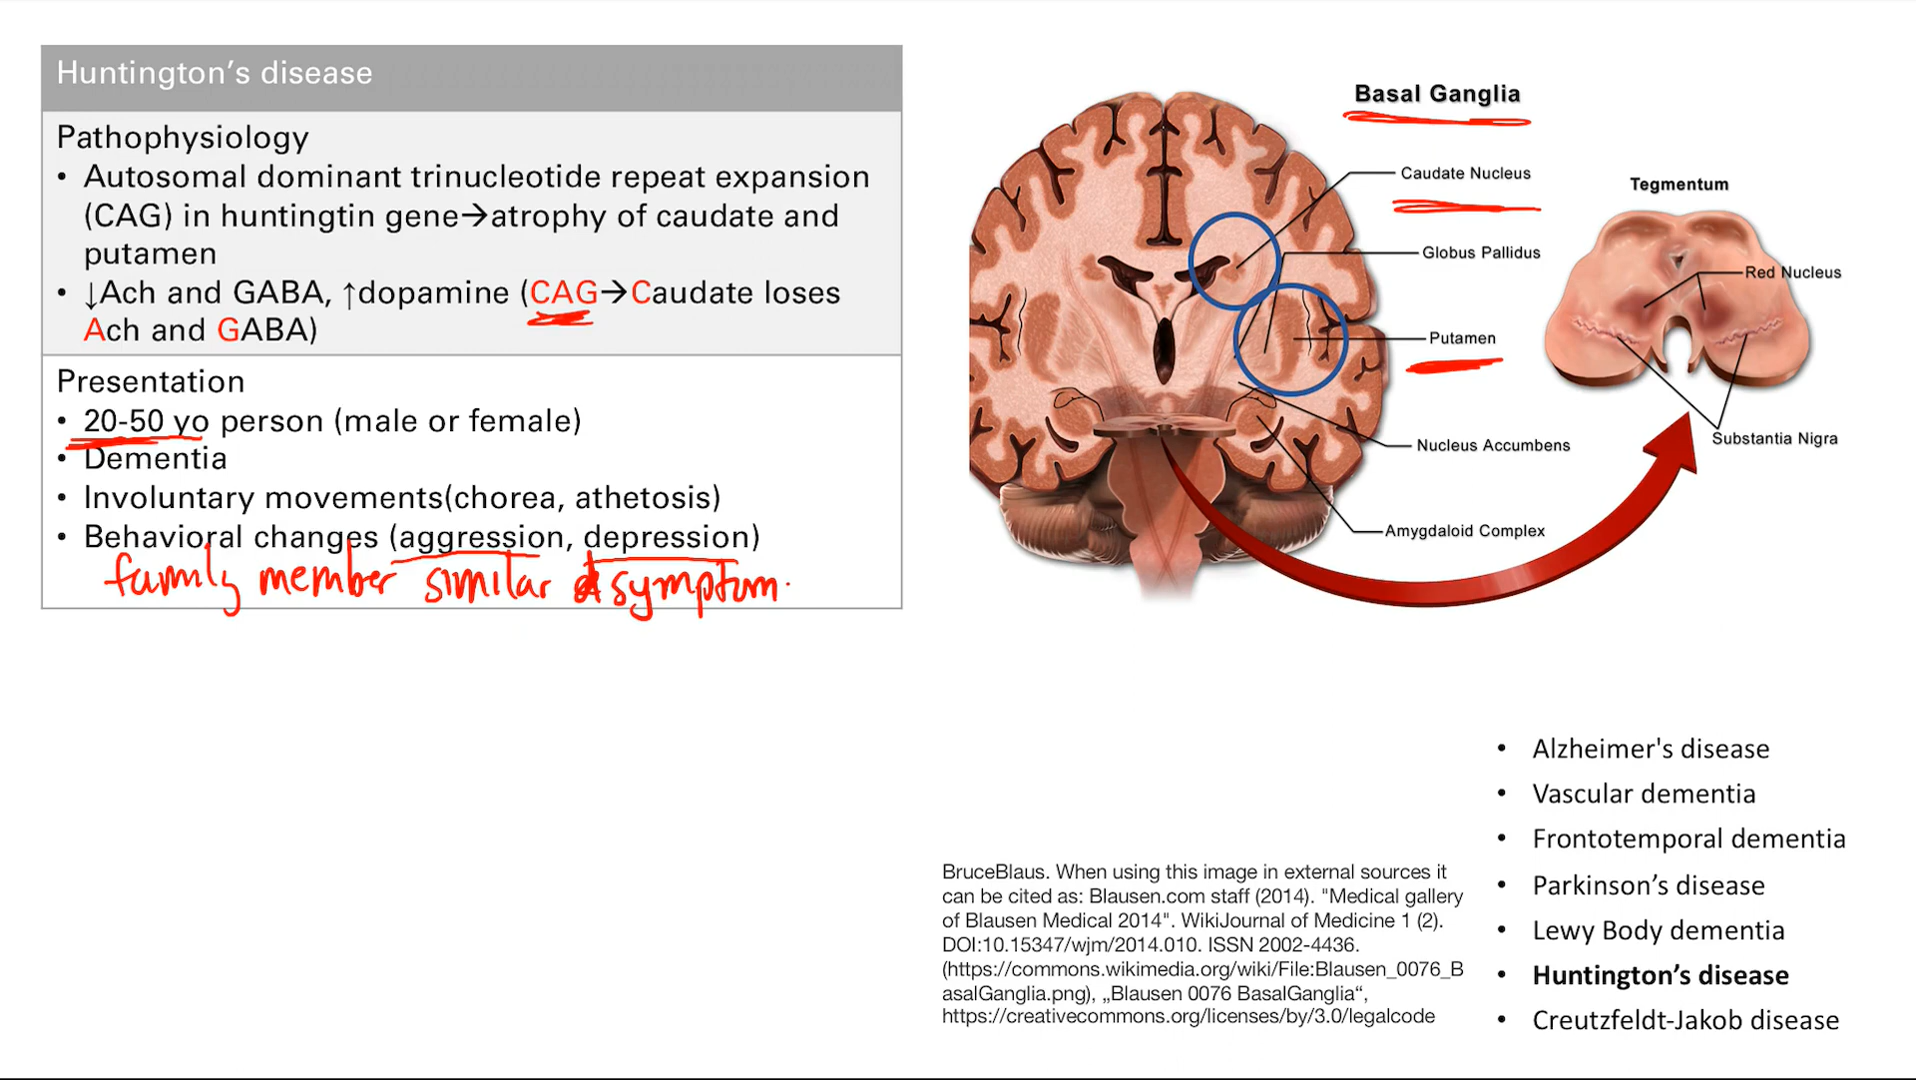 Huntington’s disease
Pathophysiology
• Autosomal dominant trinucleotide repeat expansion
(CAG) in huntingtin gene→atrophy of caudate and
putamen
• ↓Ach and GABA, ↑dopamine (CAG→Caudate loses
Ach and GABA)
Presentation
• 20-50 yo person (male or female)
• Dementia
• Involuntary movements(chorea, athetosis)
• Behavioral changes (aggression, depression)
family member similar symptom.
Basal Ganglia
Caudate Nucleus
Globus Pallidus
Putamen
Nucleus Accumbens
Amygdaloid Complex
Tegmentum
Red Nucleus
Substantia Nigra
BruceBlaus. When using this image in external sources it
can be cited as: Blausen.com staff (2014). "Medical gallery
of Blausen Medical 2014". WikiJournal of Medicine 1 (2).
DOI:10.15347/wjm/2014.010. ISSN 2002-4436.
(https://commons.wikimedia.org/wiki/File:Blausen_0076_B
asalGanglia.png), „Blausen 0076 BasalGanglia“,
https://creativecommons.org/licenses/by/3.0/legalcode
• Alzheimer's disease
• Vascular dementia
• Frontotemporal dementia
• Parkinson’s disease
• Lewy Body dementia
• Huntington’s disease
• Creutzfeldt-Jakob disease